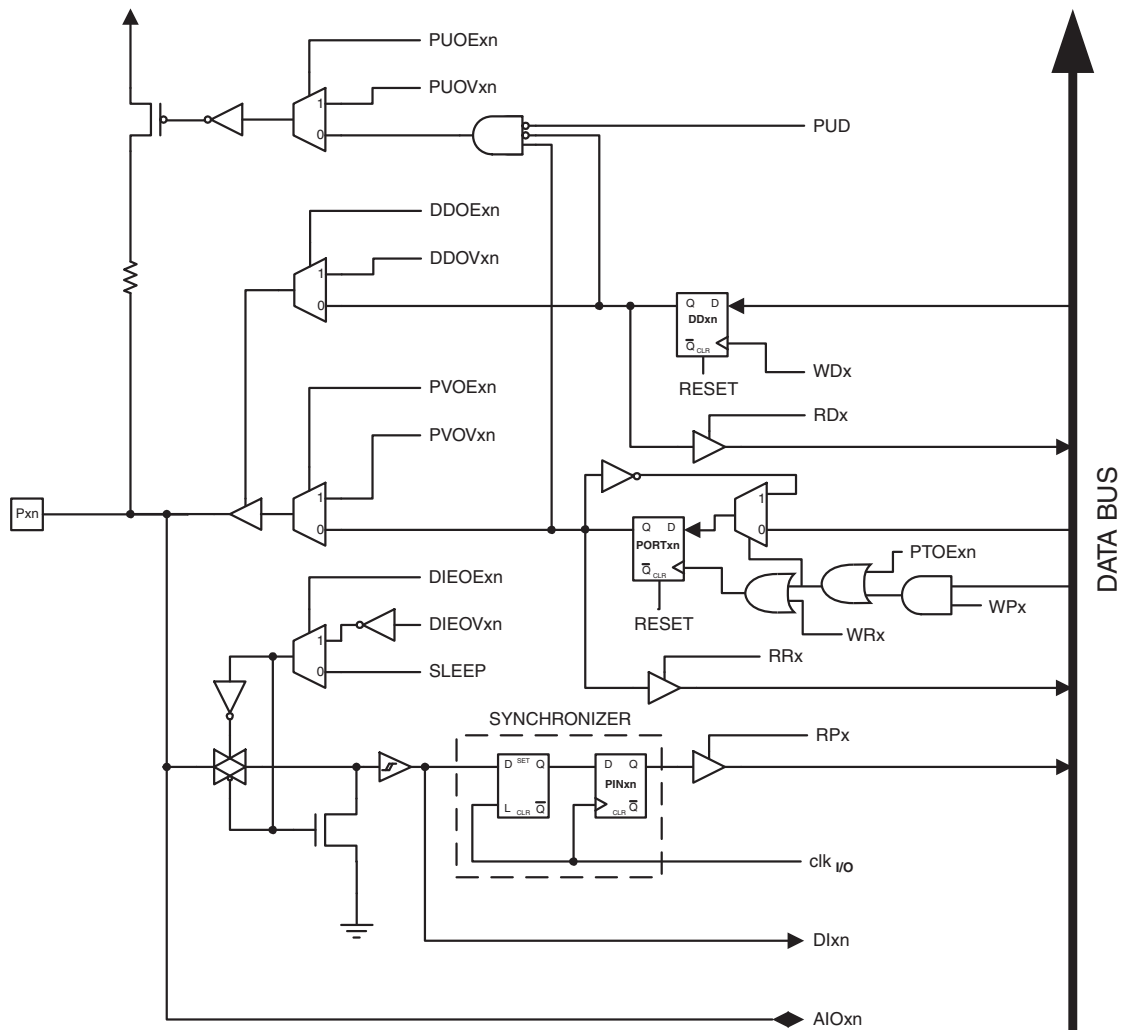 PUOExn
PUOVxn
1
0
PUD
DDOExn
DDOVxn
1
0
Q D
DDxn
Q CLR
WDx
RESET
PVOExn
RDx
PVOVxn
DATA BUS
Pxn
1
0
1
0
Q D
PORTxn
Q CLR
PTOExn
DIEOExn
WPx
RESET
DIEOVxn
WRx
1
0
SLEEP
RRx
SYNCHRONIZER
RPx
D SET Q
L CLR Q
D Q
PINxn
CLR Q
clk I/O
DIxn
AIOxn